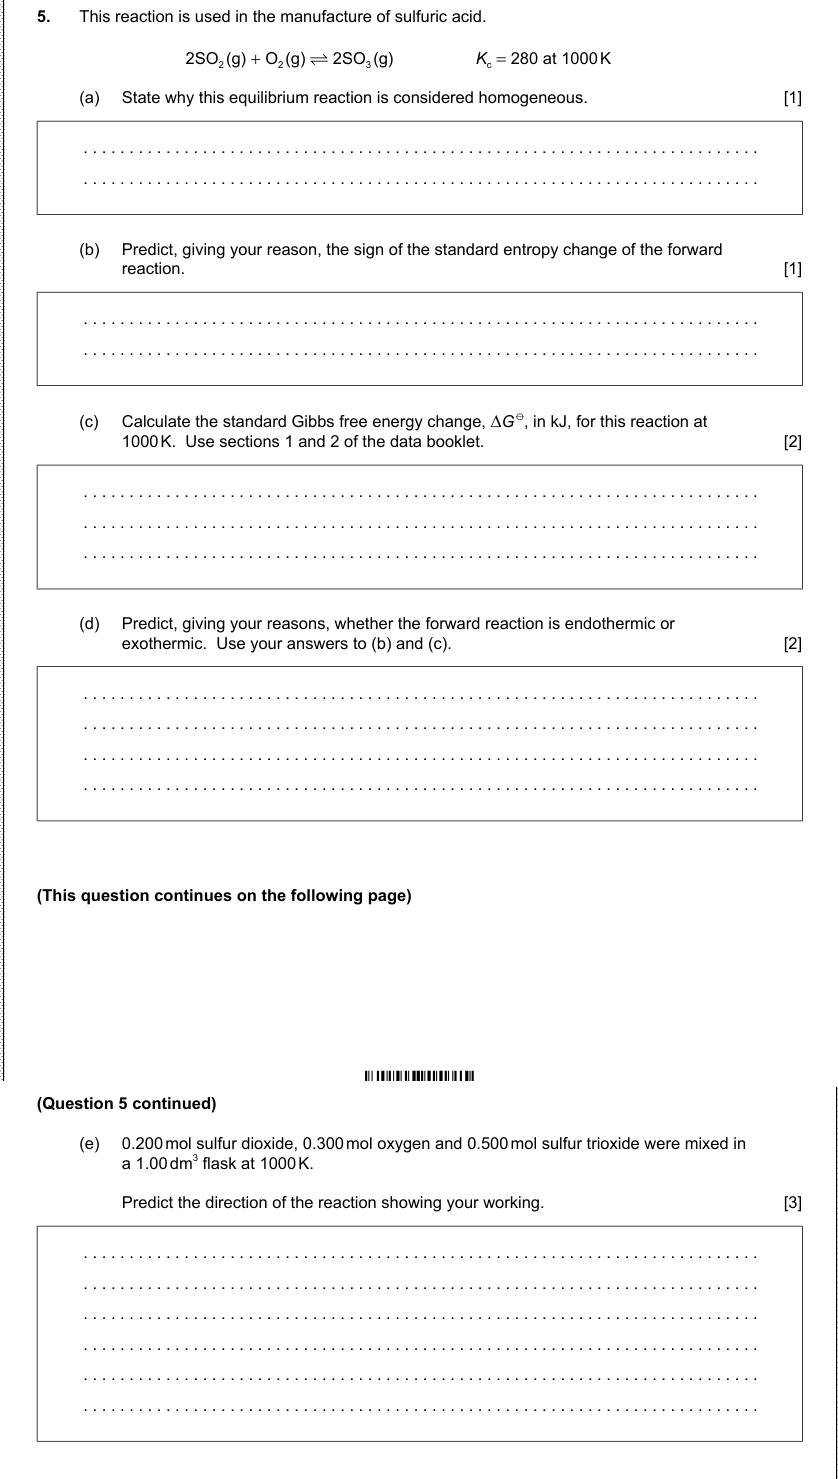 5. This reaction is used in the manufacture of sulfuric acid.
2SO₂(g) + O₂(g) ⇌ 2SO₃(g) K꜀ = 280 at 1000 K
(a) State why this equilibrium reaction is considered homogeneous. [1]
(b) Predict, giving your reason, the sign of the standard entropy change of the forward
reaction. [1]
(c) Calculate the standard Gibbs free energy change, ΔG⊖, in kJ, for this reaction at
1000 K. Use sections 1 and 2 of the data booklet. [2]
(d) Predict, giving your reasons, whether the forward reaction is endothermic or
exothermic. Use your answers to (b) and (c). [2]
(This question continues on the following page)
(Question 5 continued)
(e) 0.200 mol sulfur dioxide, 0.300 mol oxygen and 0.500 mol sulfur trioxide were mixed in
a 1.00 dm³ flask at 1000 K.
Predict the direction of the reaction showing your working. [3]